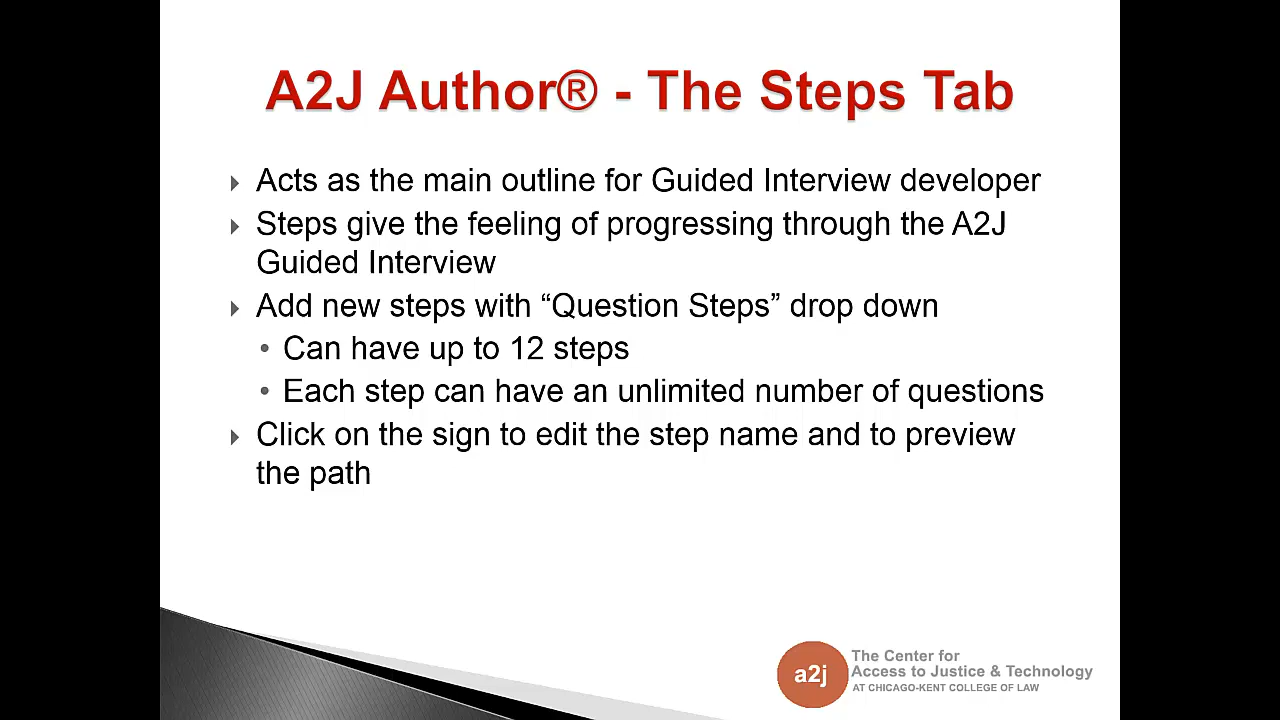 A2J Author® - The Steps Tab
Acts as the main outline for Guided Interview developer
Steps give the feeling of progressing through the A2J
Guided Interview
Add new steps with “Question Steps” drop down
Can have up to 12 steps
Each step can have an unlimited number of questions
Click on the sign to edit the step name and to preview
the path
a2j
The Center for
Access to Justice & Technology
AT CHICAGO-KENT COLLEGE OF LAW